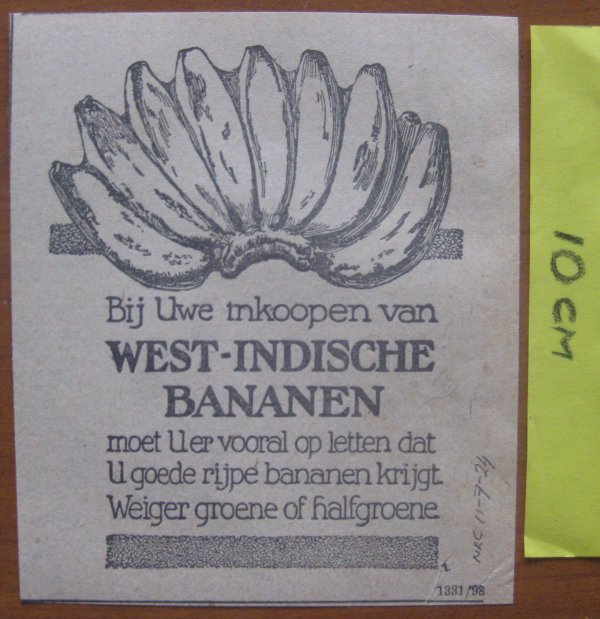 Bij Uwe inkoopen van
WEST-INDISCHE
BANANEN
moet U er vooral op letten dat
U goede rijpe bananen krijgt.
Weiger groene of halfgroene
1381/98
NRC 11-7-24
10 CM